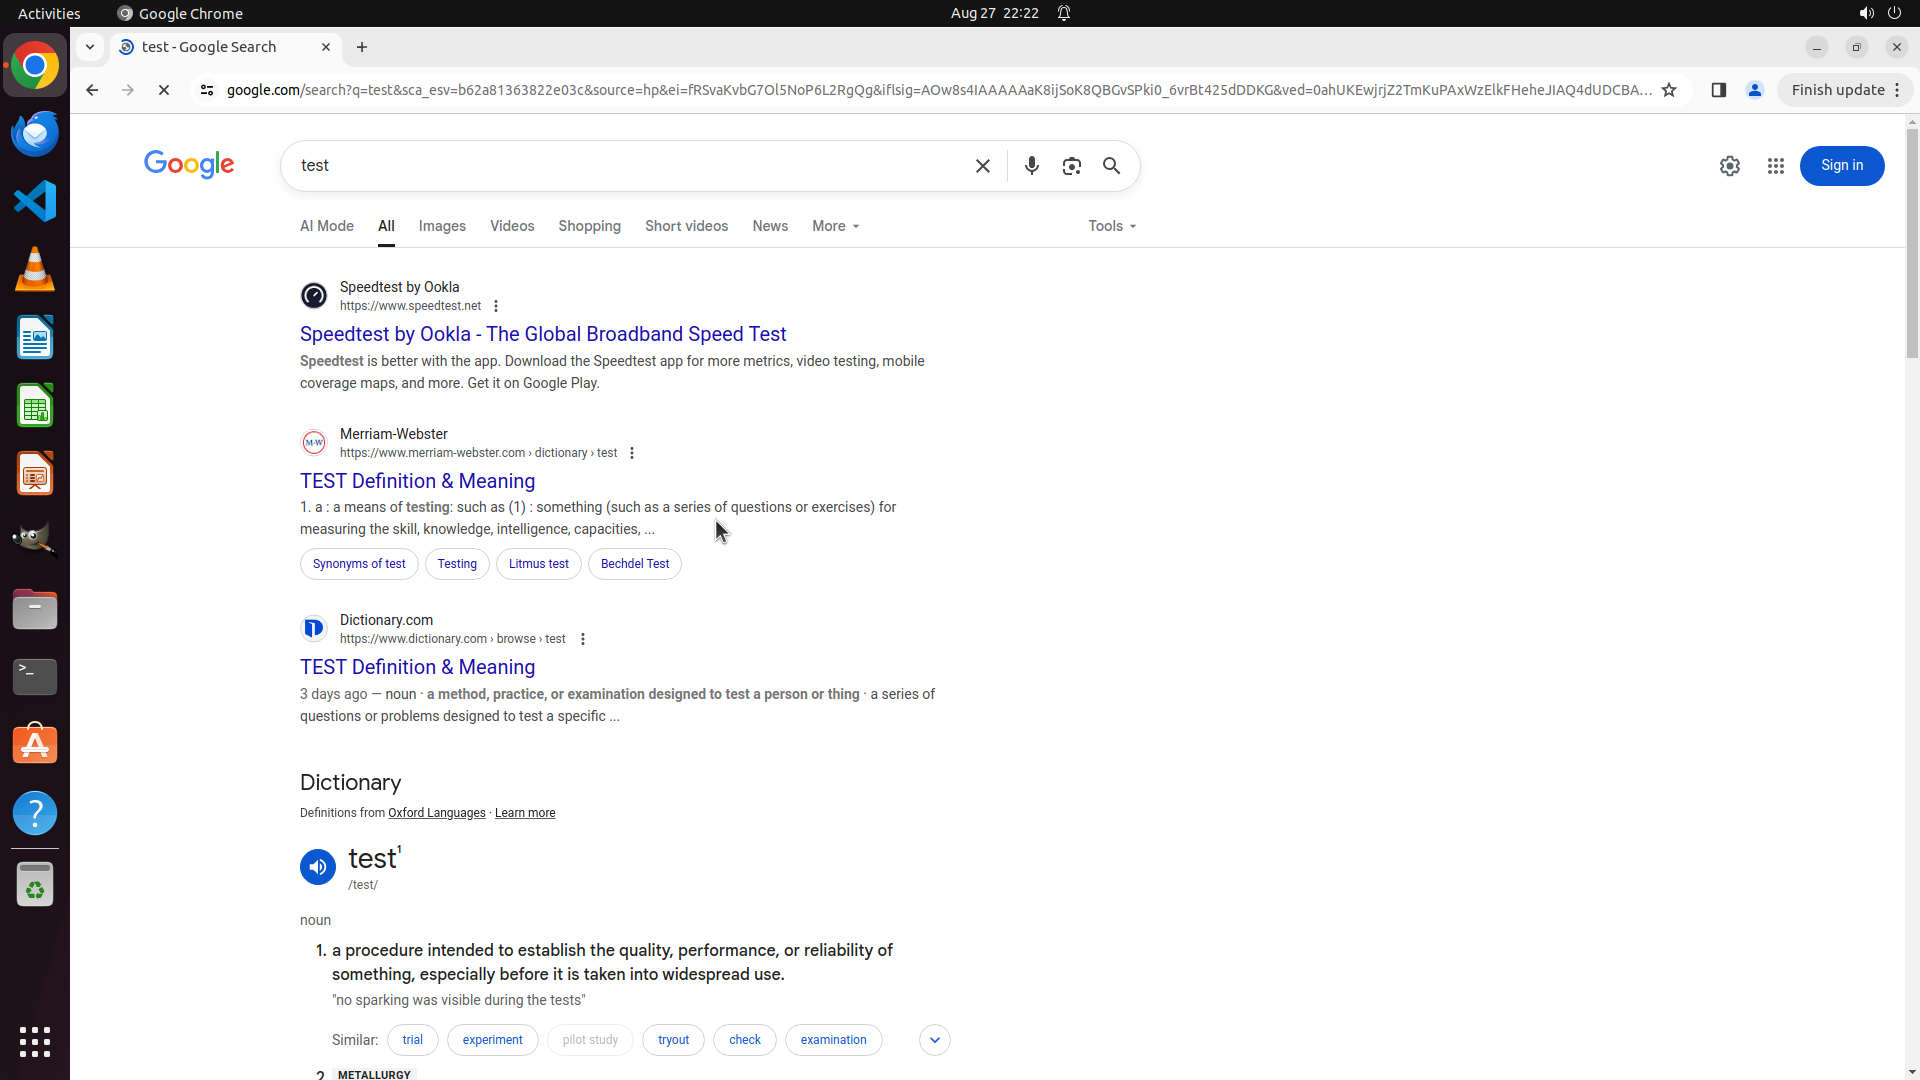 Activities
Google Chrome
Aug 27 22:22
test - Google Search
google.com/search?q=test&sca_esv=b62a81363822e03c&source=hp&ei=fRSvaKvbG7Ol5NoP6L2RgQg&iflsig=AOw8s4IAAAAAaK8ijSoK8QBGvSPki0_6vrBt425dDDKG&ved=0ahUKEwjrjZ2TmKuPAxWzElkFHeheJIAQ4dUDCBA...
Finish update
Google
test
Sign in
AI Mode
All
Images
Videos
Shopping
Short videos
News
More
Tools
Speedtest by Ookla
https://www.speedtest.net
Speedtest by Ookla - The Global Broadband Speed Test
Speedtest is better with the app. Download the Speedtest app for more metrics, video testing, mobile
coverage maps, and more. Get it on Google Play.
M-W
Merriam-Webster
https://www.merriam-webster.com › dictionary › test
TEST Definition & Meaning
1. a : a means of testing: such as (1) : something (such as a series of questions or exercises) for
measuring the skill, knowledge, intelligence, capacities, ...
Synonyms of test
Testing
Litmus test
Bechdel Test
Dictionary.com
https://www.dictionary.com › browse › test
TEST Definition & Meaning
3 days ago — noun · a method, practice, or examination designed to test a person or thing · a series of
questions or problems designed to test a specific ...
Dictionary
Definitions from Oxford Languages · Learn more
test¹
/test/
noun
1. a procedure intended to establish the quality, performance, or reliability of
something, especially before it is taken into widespread use.
"no sparking was visible during the tests"
Similar:
trial
experiment
pilot study
tryout
check
examination
2. METALLURGY